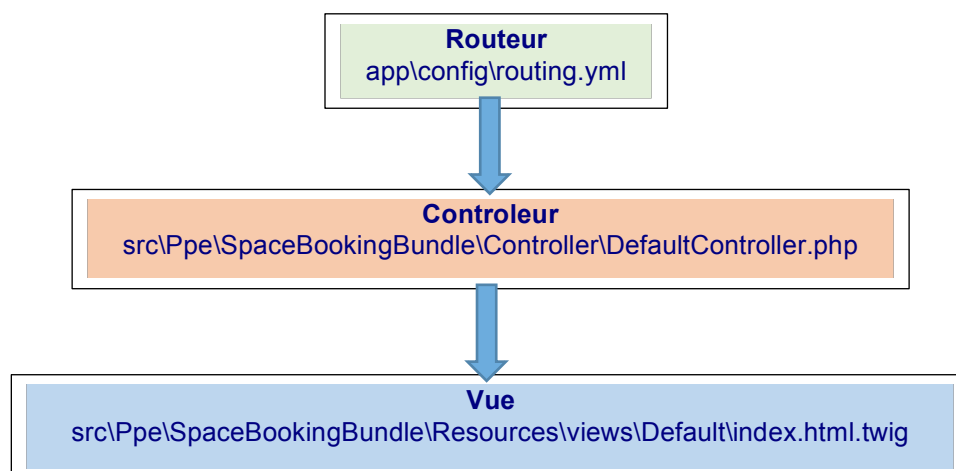 Routeur
app\config\routing.yml
Controleur
src\Ppe\SpaceBookingBundle\Controller\DefaultController.php
Vue
src\Ppe\SpaceBookingBundle\Resources\views\Default\index.html.twig